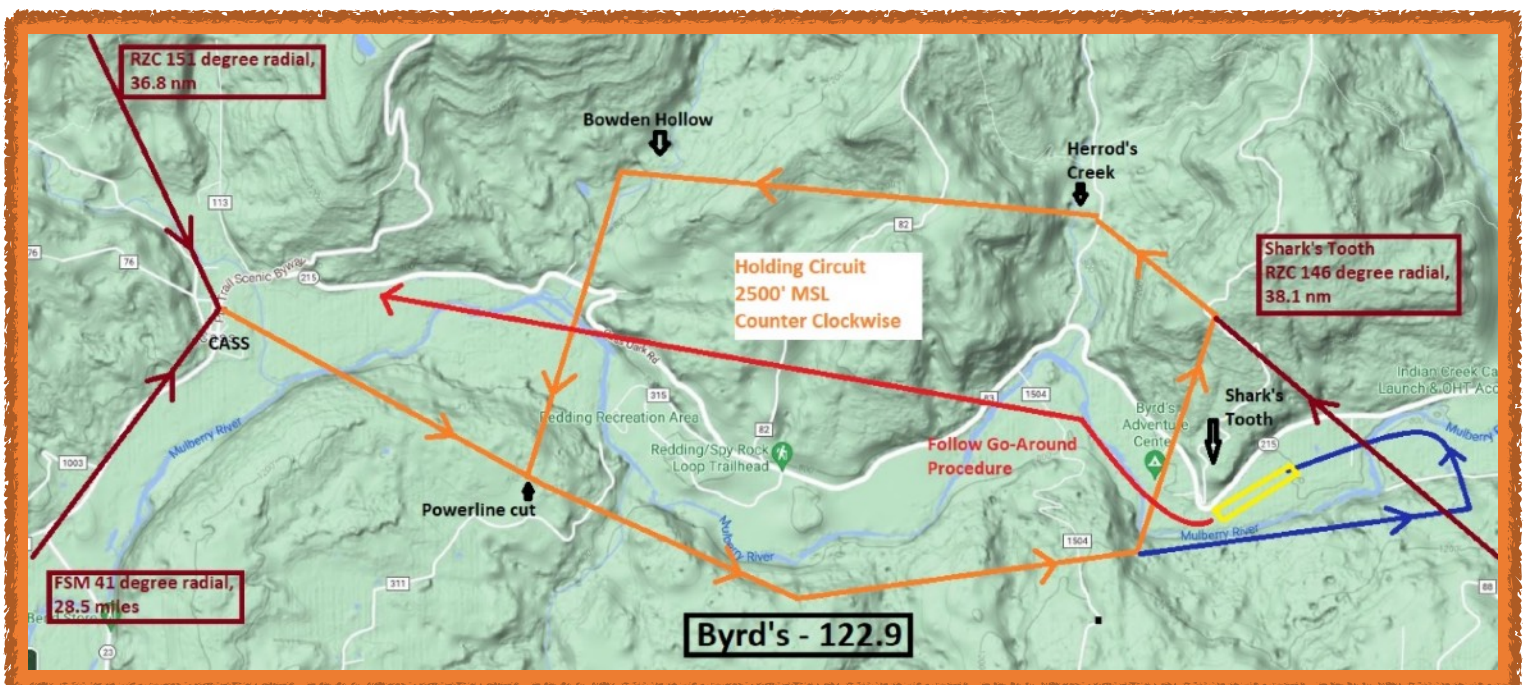 RZC 151 degree radial,
36.8 nm
Bowden Hollow
Herrod's
Creek
113
82
76
76
Trail Scenic Byway
215
Holding Circuit
2500' MSL
Counter Clockwise
Shark's Tooth
RZC 146 degree radial,
38.1 nm
CASS
Indian Creek Ca
Launch & OHT Acc
315
83
1504
Redding Recreation Area
Byrd's
Adventure
Cente
Shark's
Tooth
82
Mulberry River
Redding/Spy Rock
Loop Trailhead
Follow Go-Around
Procedure
215
Mulberry R
1003
Powerline cut
Mulberry River
Mulberry River
1504
FSM 41 degree radial,
28.5 miles
311
88
23
Byrd's - 122.9